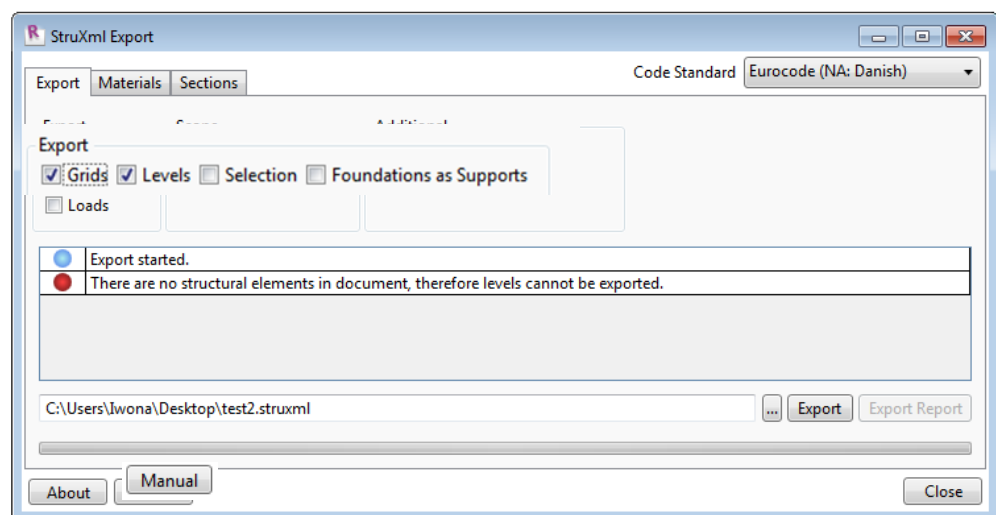 StruXml Export
Code Standard Eurocode (NA: Danish)
Export Materials Sections
Export
Grids Levels Selection Foundations as Supports
Loads
Export started.
There are no structural elements in document, therefore levels cannot be exported.
C:\Users\Iwona\Desktop\test2.struxml ... Export Export Report
Manual
About Close